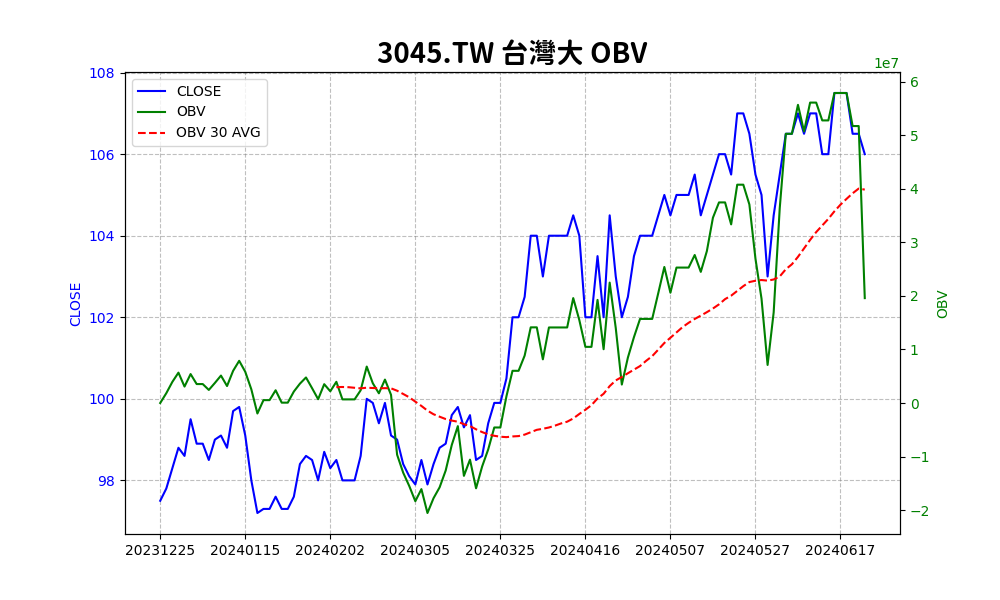 3045.TW 台灣大 OBV
1e7
CLOSE
OBV
OBV 30 AVG
108
106
104
102
100
98
CLOSE
6
5
4
3
2
1
0
−1
−2
OBV
20231225 20240115 20240202 20240305 20240325 20240416 20240507 20240527 20240617